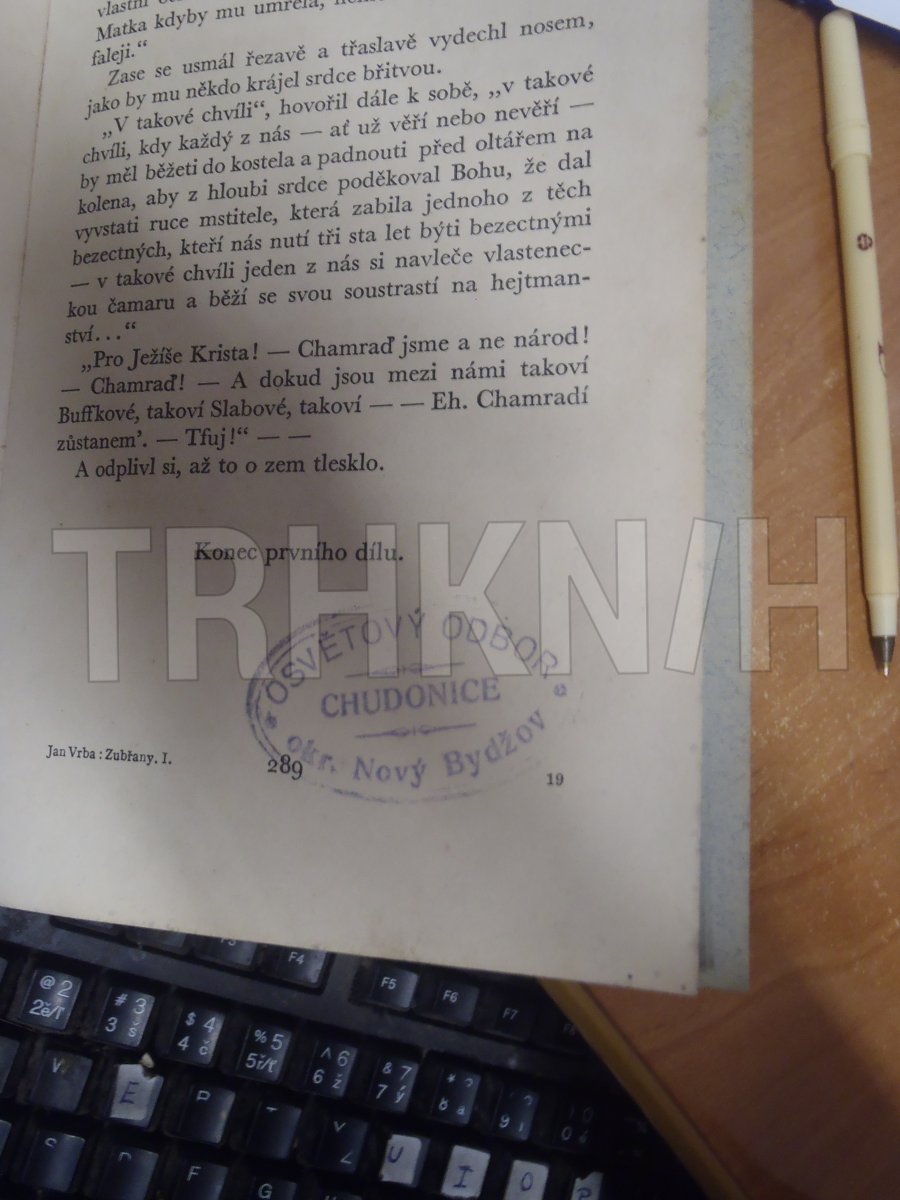 vlastní
Matka kdyby mu umřela,
faleji.“
Zase se usmál řezavě a třaslavě vydechl nosem,
jako by mu někdo krájel srdce břitvou.
„V takové chvíli“, hovořil dále k sobě, „v takové
chvíli, kdy každý z nás — ať už věří nebo nevěří —
by měl běžeti do kostela a padnouti před oltářem na
kolena, aby z hloubi srdce poděkoval Bohu, že dal
vyvstati ruce mstitele, která zabila jednoho z těch
bezectných, kteří nás nutí tři sta let býti bezectnými
— v takové chvíli jeden z nás si navleče vlastenec-
kou čamaru a běží se svou soustrastí na hejtman-
ství...“
„Pro Ježíše Krista! — Chamraď jsme a ne národ!
— Chamraď! — A dokud jsou mezi námi takoví
Buffkové, takoví Slabové, takoví — — Eh. Chamradí
zůstanem’. — Tfuj!“ — —
A odplivl si, až to o zem tlesklo.
Konec prvního dílu.
TRHKN/H
OSVĚTOVÝ ODBOR
CHUDONICE
okr. Nový Bydžov
Jan Vrba: Zubřany. I.
289
19
F4 F5 F6 F7
@ 2 # 3 $ 4 % 5 ^ 6 & 7
2ě 3 š 4 č 5ř 6 ž 7 ý
W E
U I O P
F G